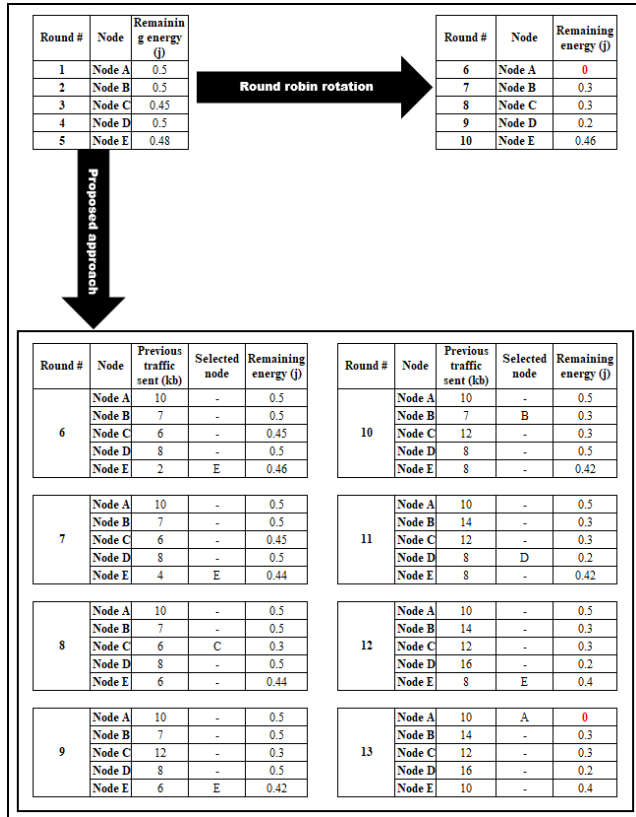 Round # Node Remainin g energy (j)
1 Node A 0.5
2 Node B 0.5
3 Node C 0.45
4 Node D 0.5
5 Node E 0.48
Round robin rotation
Round # Node Remaining energy (j)
6 Node A 0
7 Node B 0.3
8 Node C 0.3
9 Node D 0.2
10 Node E 0.46
Proposed approach
Round # Node Previous traffic sent (kb) Selected node Remaining energy (j)
6
Node A 10 - 0.5
Node B 7 - 0.5
Node C 6 - 0.45
Node D 8 - 0.5
Node E 2 E 0.46
7
Node A 10 - 0.5
Node B 7 - 0.5
Node C 6 - 0.45
Node D 8 - 0.5
Node E 4 E 0.44
8
Node A 10 - 0.5
Node B 7 - 0.5
Node C 6 C 0.3
Node D 8 - 0.5
Node E 6 - 0.44
9
Node A 10 - 0.5
Node B 7 - 0.5
Node C 12 - 0.3
Node D 8 - 0.5
Node E 6 E 0.42
Round # Node Previous traffic sent (kb) Selected node Remaining energy (j)
10
Node A 10 - 0.5
Node B 7 B 0.3
Node C 12 - 0.3
Node D 8 - 0.5
Node E 8 - 0.42
11
Node A 10 - 0.5
Node B 14 - 0.3
Node C 12 - 0.3
Node D 8 D 0.2
Node E 8 - 0.42
12
Node A 10 - 0.5
Node B 14 - 0.3
Node C 12 - 0.3
Node D 16 - 0.2
Node E 8 E 0.4
13
Node A 10 A 0
Node B 14 - 0.3
Node C 12 - 0.3
Node D 16 - 0.2
Node E 10 - 0.4